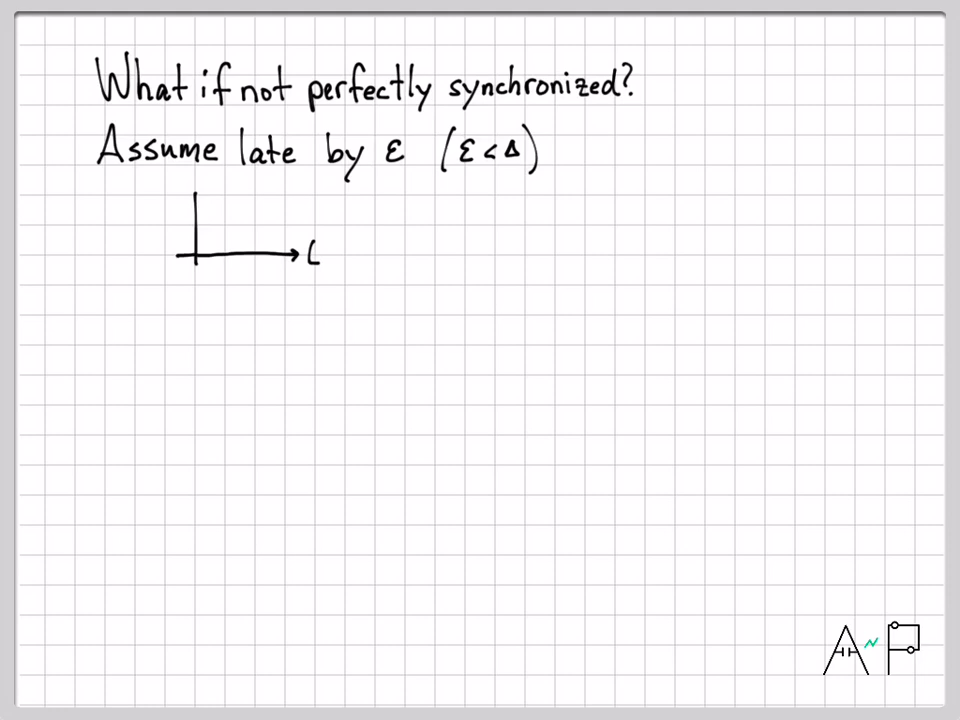 What if not perfectly synchronized?
Assume late by ε (ε < Δ)